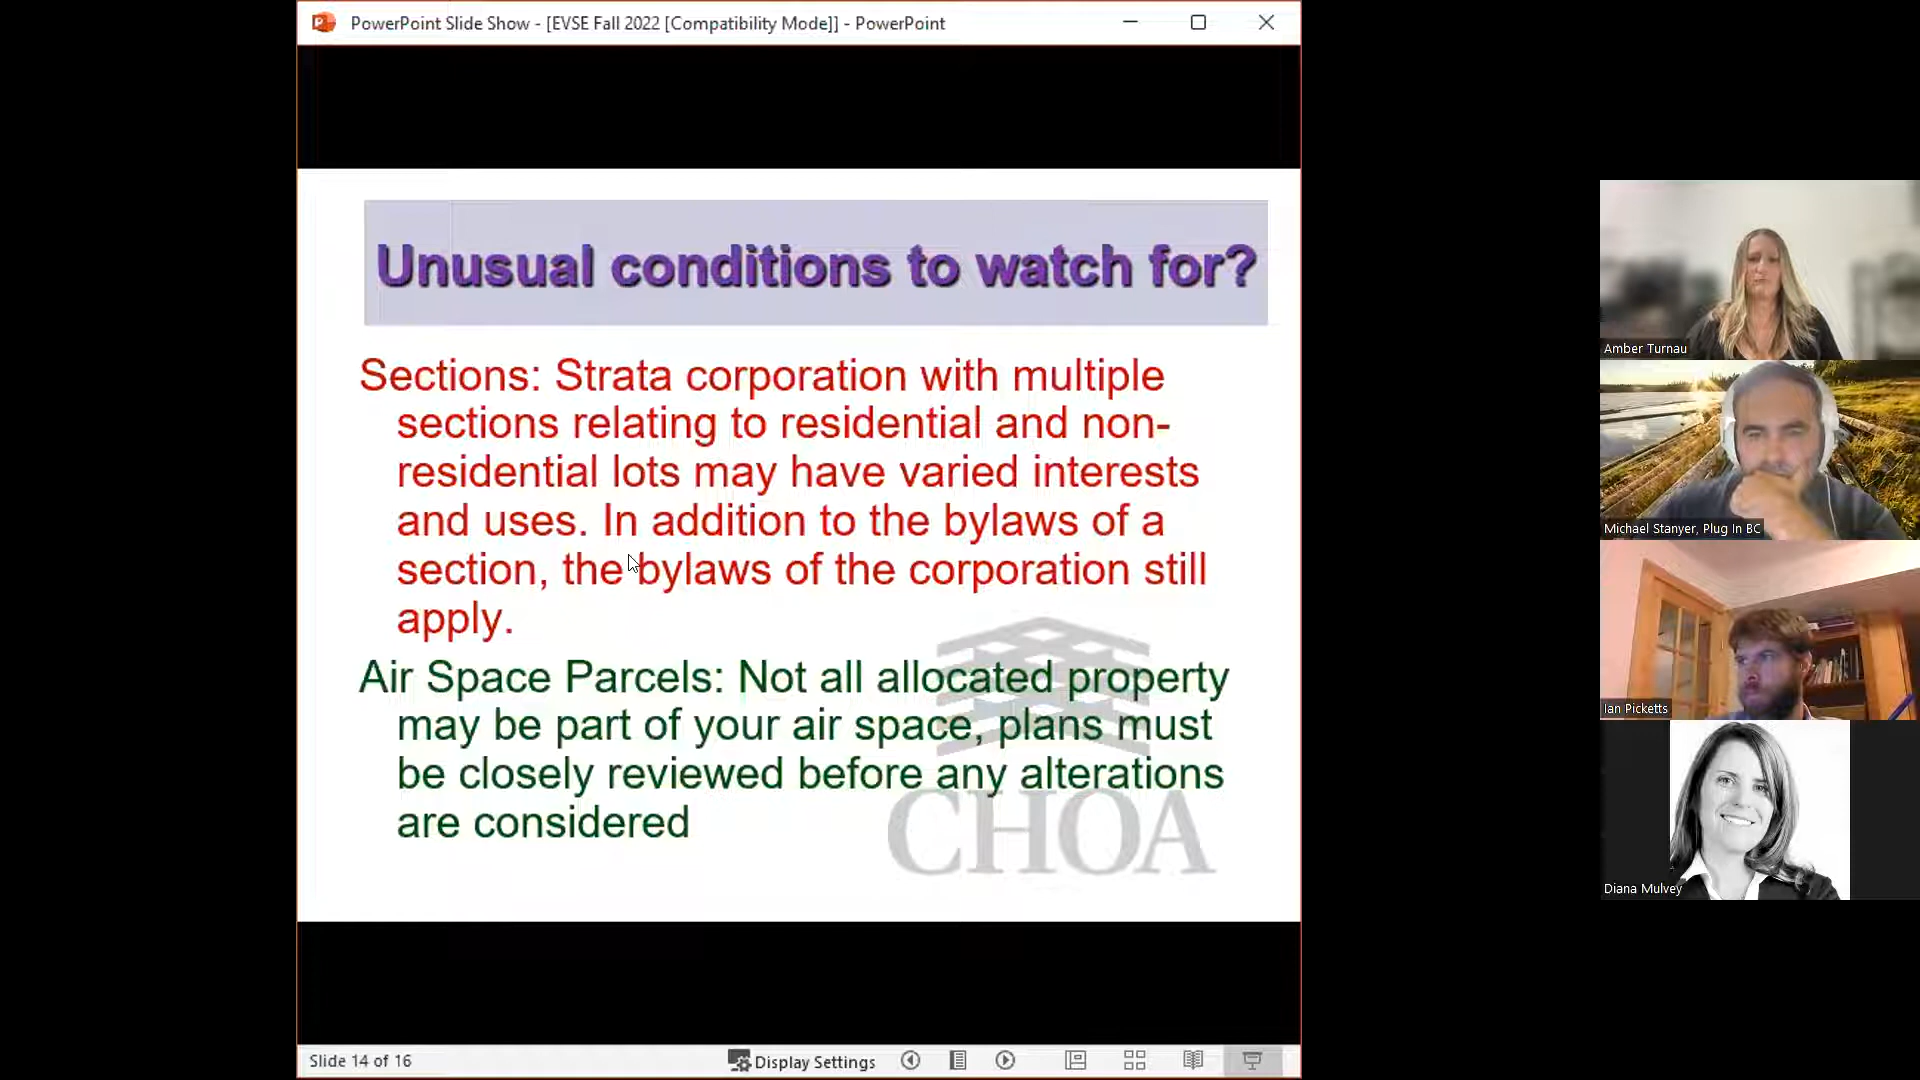 PowerPoint Slide Show - [EVSE Fall 2022 [Compatibility Mode]] - PowerPoint
Unusual conditions to watch for?
Sections: Strata corporation with multiple
sections relating to residential and non-
residential lots may have varied interests
and uses. In addition to the bylaws of a
section, the bylaws of the corporation still
apply.
Air Space Parcels: Not all allocated property
may be part of your air space, plans must
be closely reviewed before any alterations
are considered
CHOA
Slide 14 of 16
Display Settings
Amber Turnau
Michael Stanyer, Plug In BC
Ian Picketts
Diana Mulvey